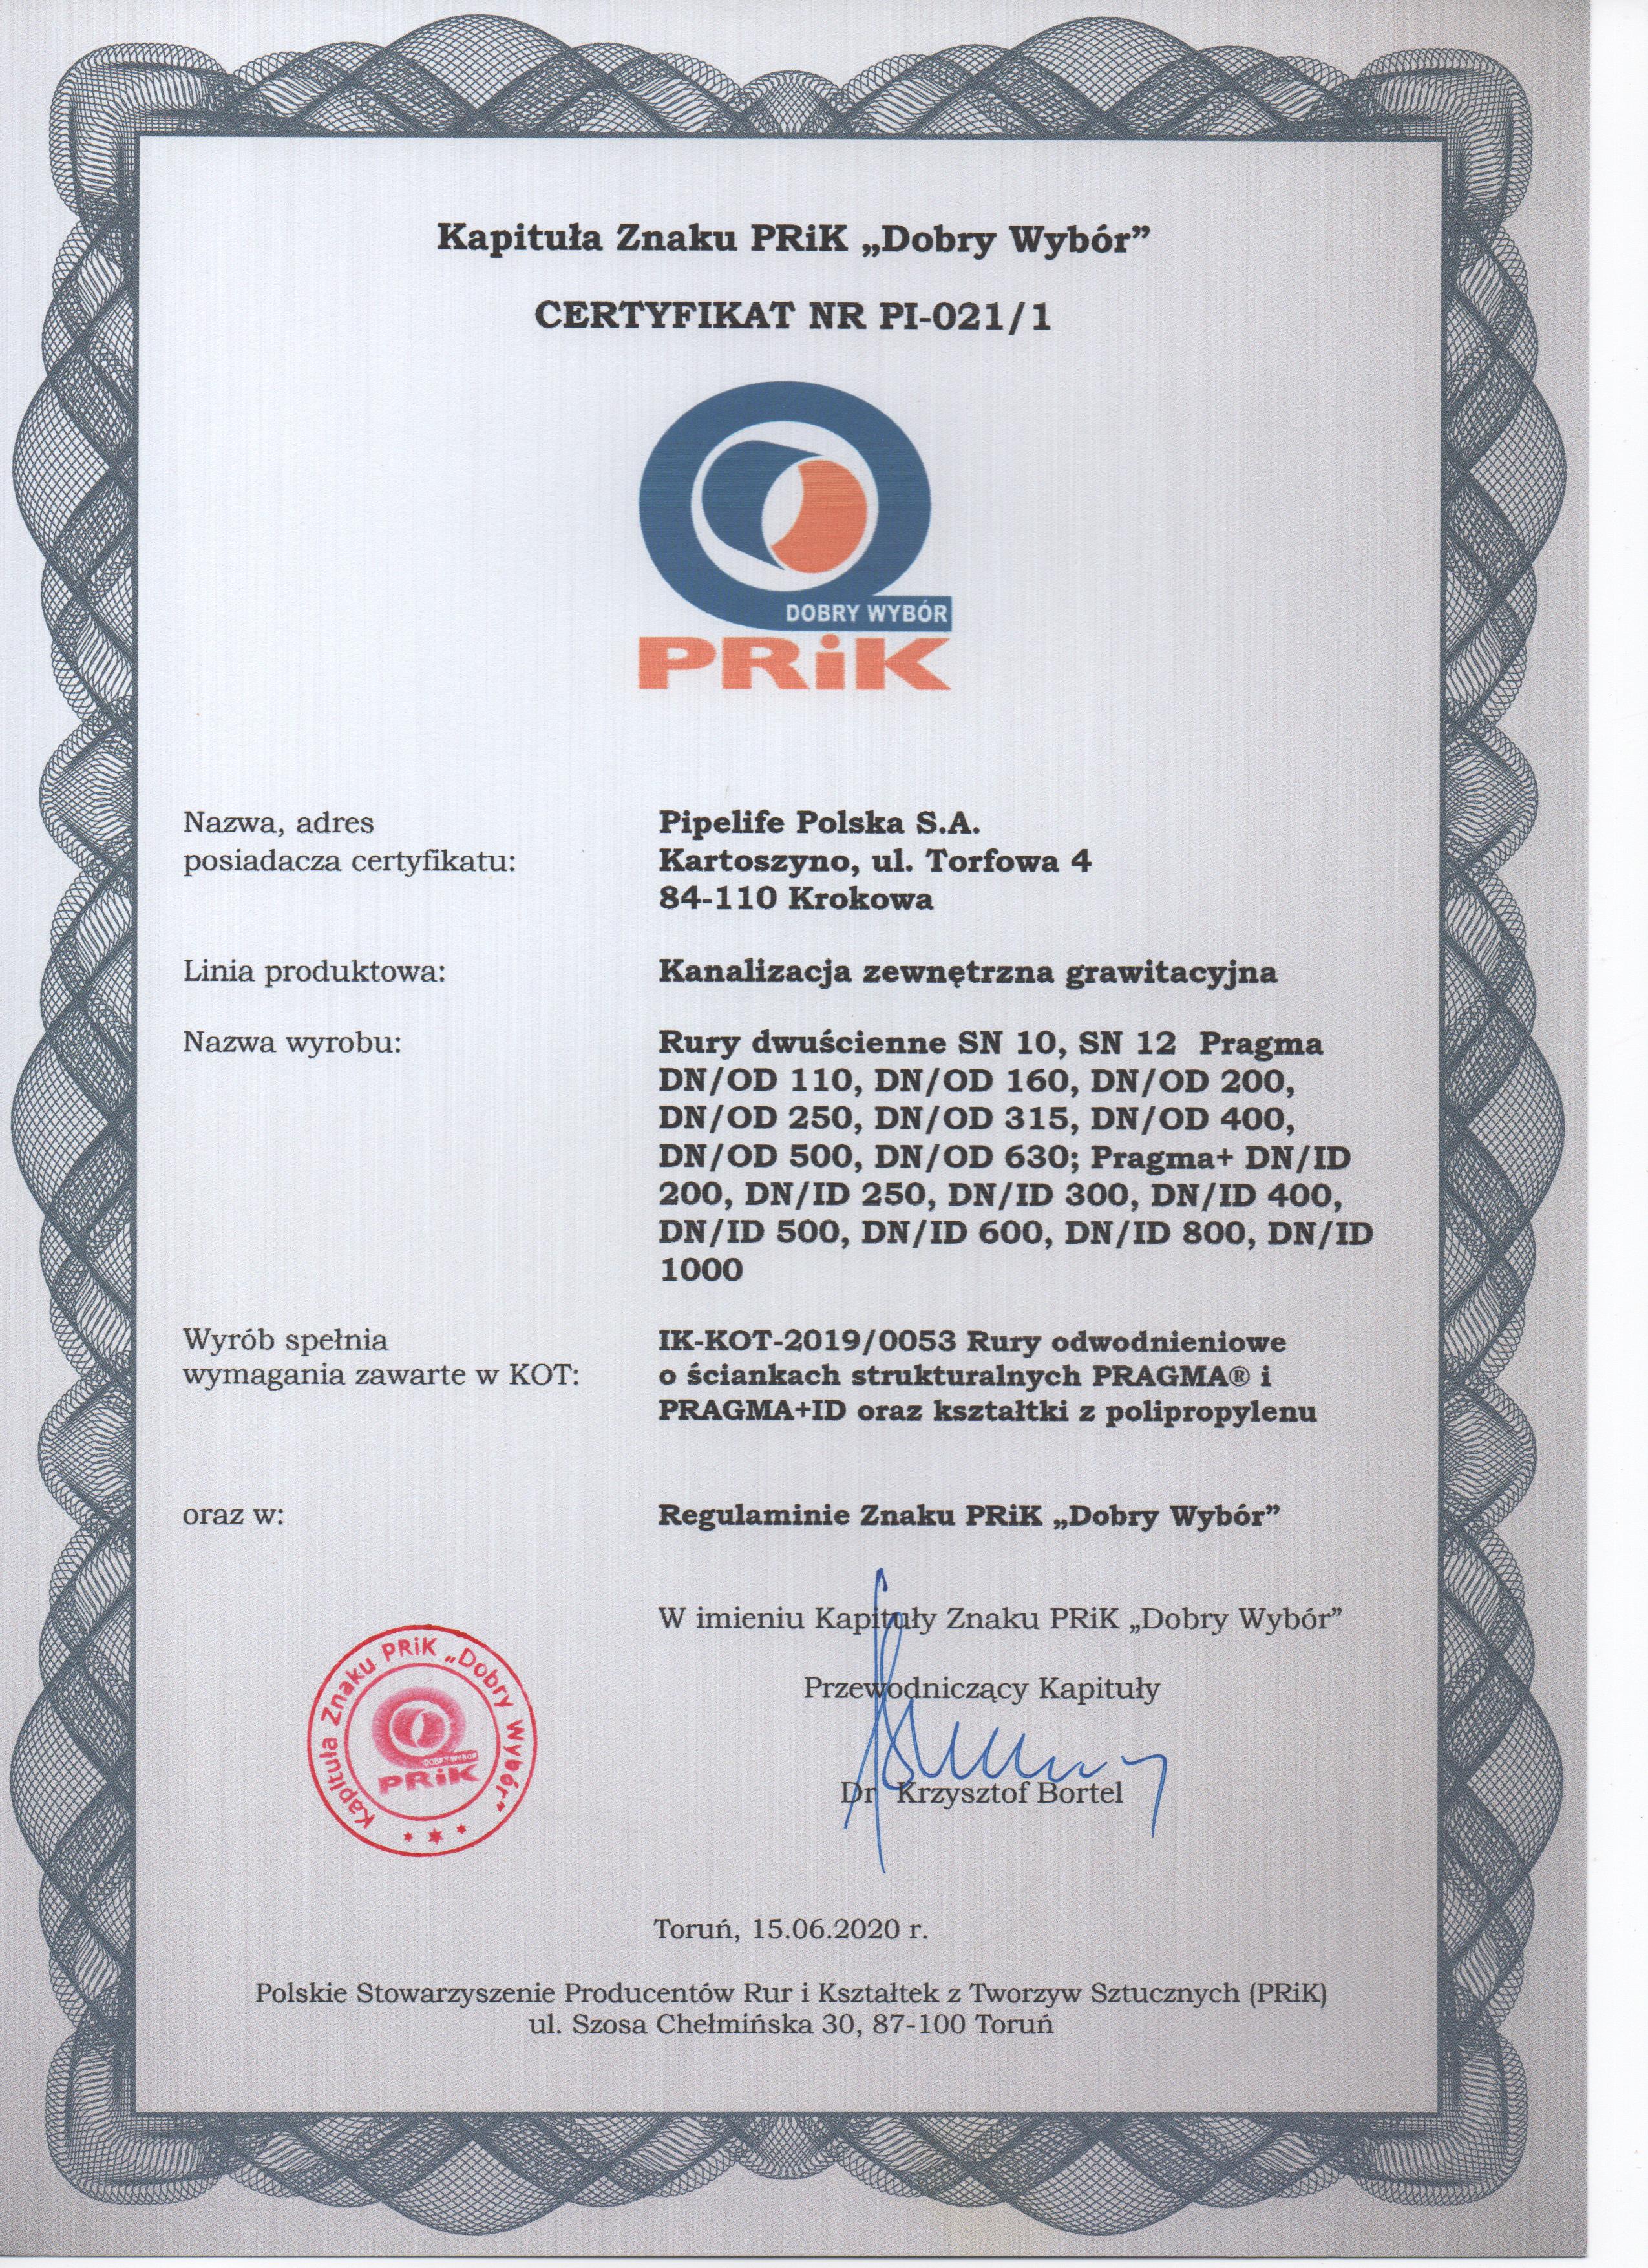 Kapituła Znaku PRiK „Dobry Wybór”
CERTYFIKAT NR PI-021/1
DOBRY WYBÓR
PRiK
Nazwa, adres
posiadacza certyfikatu:
Pipelife Polska S.A.
Kartoszyno, ul. Torfowa 4
84-110 Krokowa
Linia produktowa:
Kanalizacja zewnętrzna grawitacyjna
Nazwa wyrobu:
Rury dwuścienne SN 10, SN 12 Pragma
DN/OD 110, DN/OD 160, DN/OD 200,
DN/OD 250, DN/OD 315, DN/OD 400,
DN/OD 500, DN/OD 630; Pragma+ DN/ID
200, DN/ID 250, DN/ID 300, DN/ID 400,
DN/ID 500, DN/ID 600, DN/ID 800, DN/ID
1000
Wyrób spełnia
wymagania zawarte w KOT:
IK-KOT-2019/0053 Rury odwodnieniowe
o ściankach strukturalnych PRAGMA® i
PRAGMA+ID oraz kształtki z polipropylenu
oraz w:
Regulaminie Znaku PRiK „Dobry Wybór”
W imieniu Kapituły Znaku PRiK „Dobry Wybór”
Przewodniczący Kapituły
Dr Krzysztof Bortel
Kapituła Znaku PRiK „Dobry Wybór”
DOBRY WYBÓR
PRiK
Toruń, 15.06.2020 r.
Polskie Stowarzyszenie Producentów Rur i Kształtek z Tworzyw Sztucznych (PRiK)
ul. Szosa Chełmińska 30, 87-100 Toruń